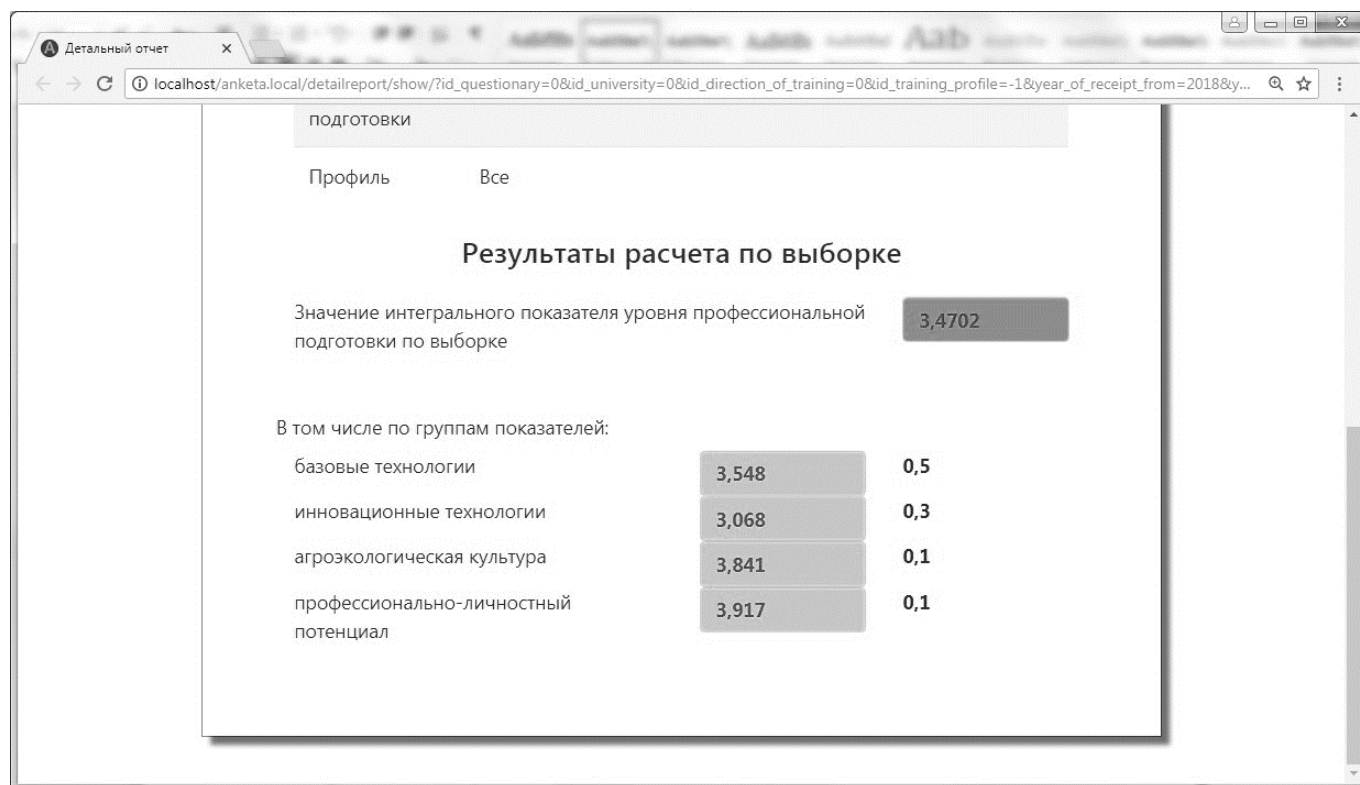 Детальный отчет
localhost/anketa.local/detailreport/show/?id_questionary=0&id_university=0&id_direction_of_training=0&id_training_profile=-1&year_of_receipt_from=2018&y...
подготовки
Профиль Все
Результаты расчета по выборке
Значение интегрального показателя уровня профессиональной 3,4702
подготовки по выборке
В том числе по группам показателей:
базовые технологии 3,548 0,5
инновационные технологии 3,068 0,3
агроэкологическая культура 3,841 0,1
профессионально-личностный 3,917 0,1
потенциал